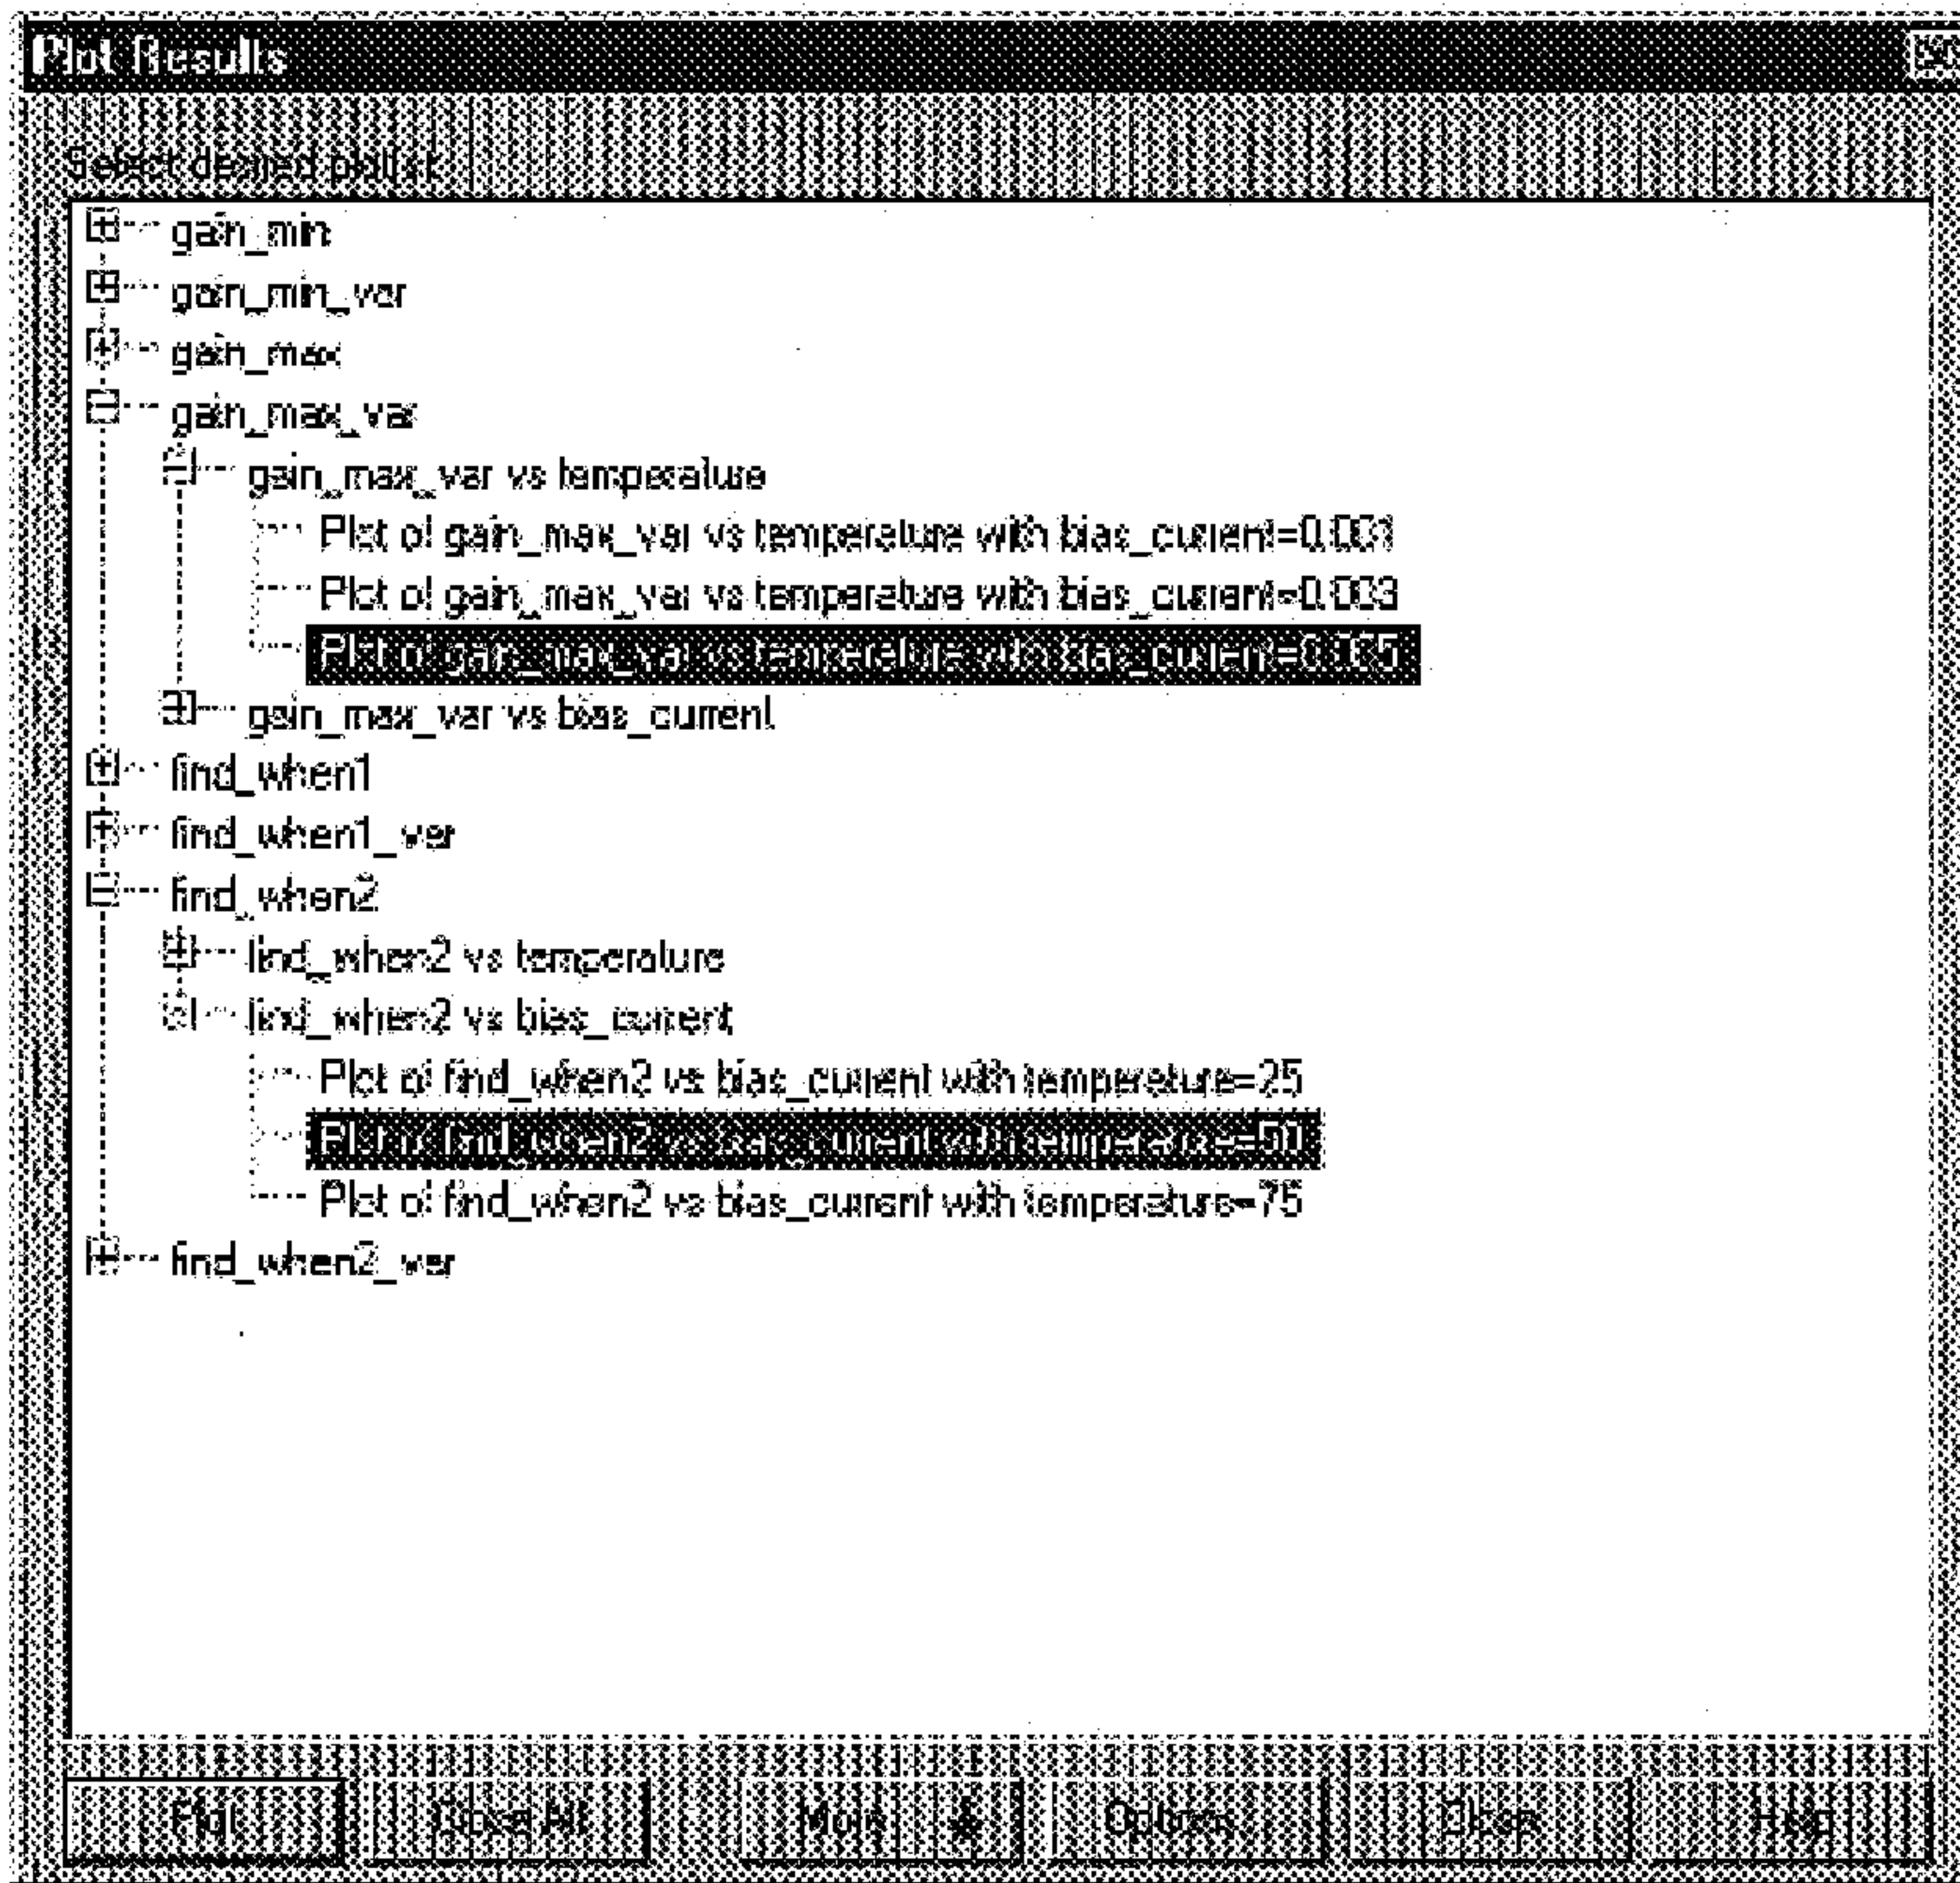 Plot Results
Select desired plot list
gain_min
gain_min_var
gain_max
gain_max_var
gain_max_var vs temperature
Plot of gain_max_var vs temperature with bias_current=0.001
Plot of gain_max_var vs temperature with bias_current=0.003
Plot of gain_max_var vs temperature with bias_current=0.005
gain_max_var vs bias_current
find_when1
find_when1_var
find_when2
find_when2 vs temperature
find_when2 vs bias_current
Plot of find_when2 vs bias_current with temperature=25
Plot of find_when2 vs bias_current with temperature=
Plot of find_when2 vs bias_current with temperature=75
find_when2_var
Plot Close All More Options Help